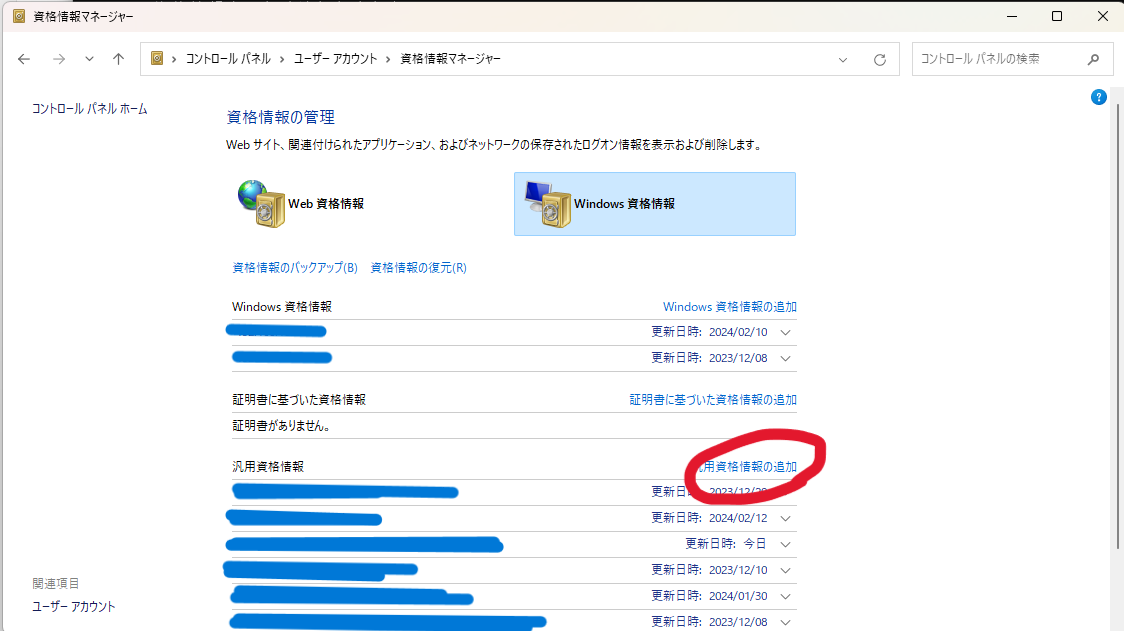 資格情報マネージャー
コントロール パネル › ユーザー アカウント › 資格情報マネージャー
コントロール パネルの検索
コントロール パネル ホーム
資格情報の管理
Web サイト、関連付けられたアプリケーション、およびネットワークの保存されたログオン情報を表示および削除します。
Web 資格情報
Windows 資格情報
資格情報のバックアップ(B) 資格情報の復元(R)
Windows 資格情報 Windows 資格情報の追加
更新日時: 2024/02/10
更新日時: 2023/12/08
証明書に基づいた資格情報 証明書に基づいた資格情報の追加
証明書がありません。
汎用資格情報 汎用資格情報の追加
更新日時:
更新日時: 2024/02/12
更新日時: 今日
更新日時: 2023/12/10
更新日時: 2024/01/30
更新日時: 2023/12/08
関連項目
ユーザー アカウント